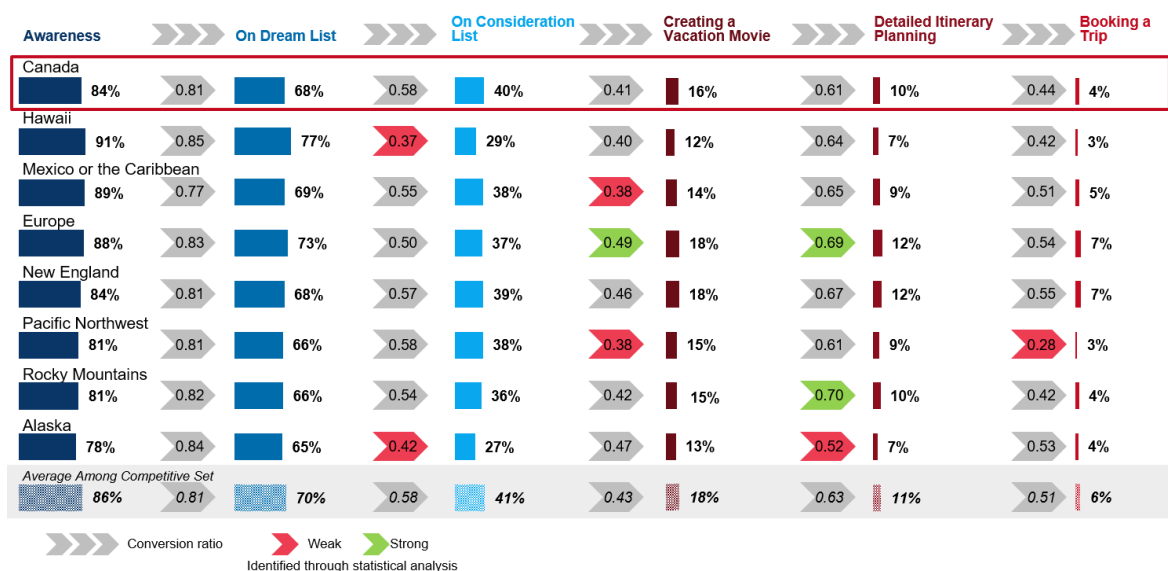 Awareness
On Dream List
On Consideration
List
Creating a
Vacation Movie
Detailed Itinerary
Planning
Booking a
Trip
Canada
84% 0.81 68% 0.58 40% 0.41 16% 0.61 10% 0.44 4%
Hawaii
91% 0.85 77% 0.37 29% 0.40 12% 0.64 7% 0.42 3%
Mexico or the Caribbean
89% 0.77 69% 0.55 38% 0.38 14% 0.65 9% 0.51 5%
Europe
88% 0.83 73% 0.50 37% 0.49 18% 0.69 12% 0.54 7%
New England
84% 0.81 68% 0.57 39% 0.46 18% 0.67 12% 0.55 7%
Pacific Northwest
81% 0.81 66% 0.58 38% 0.38 15% 0.61 9% 0.28 3%
Rocky Mountains
81% 0.82 66% 0.54 36% 0.42 15% 0.70 10% 0.42 4%
Alaska
78% 0.84 65% 0.42 27% 0.47 13% 0.52 7% 0.53 4%
Average Among Competitive Set
86% 0.81 70% 0.58 41% 0.43 18% 0.63 11% 0.51 6%
Conversion ratio Weak Strong
Identified through statistical analysis